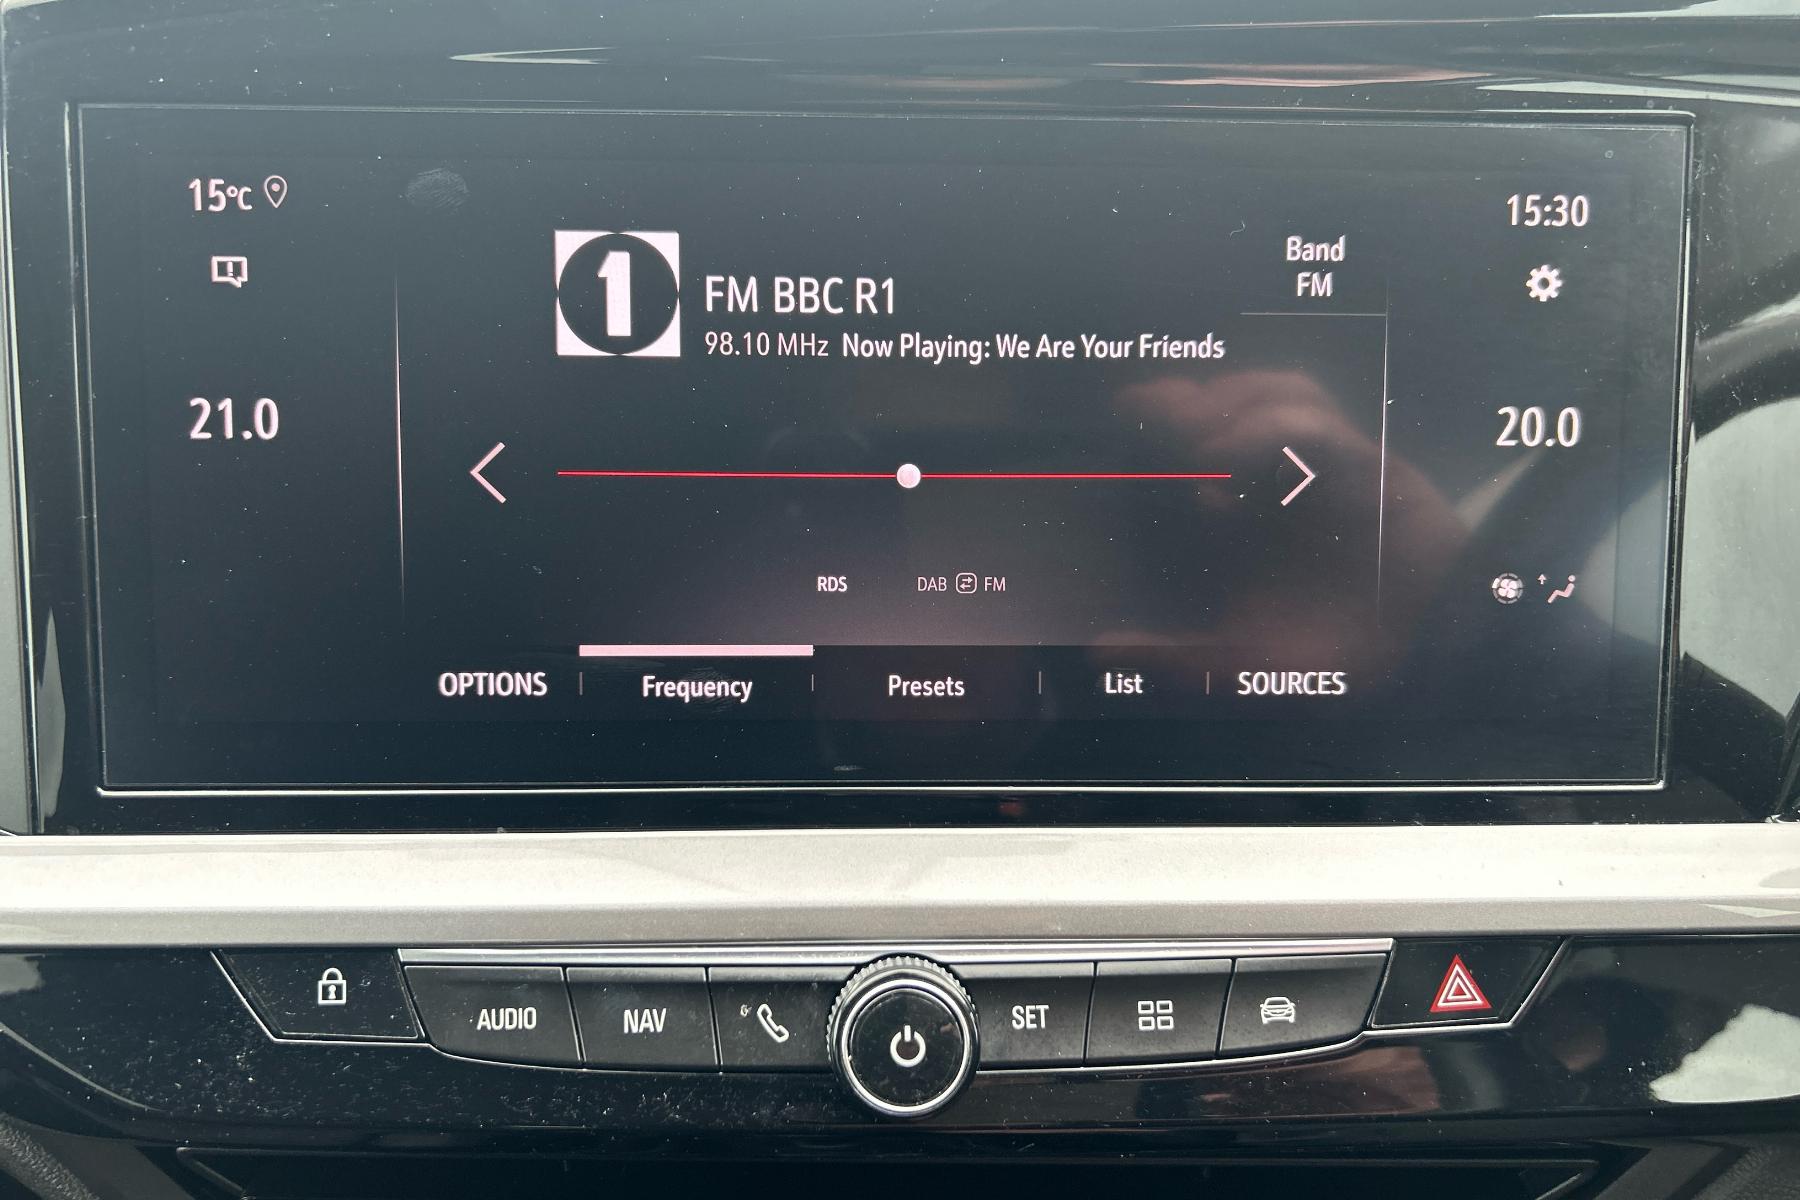 15°C
15:30
1
Band
FM
FM BBC R1
98.10 MHz Now Playing: We Are Your Friends
21.0
20.0
RDS DAB FM
OPTIONS Frequency Presets List SOURCES
AUDIO NAV SET